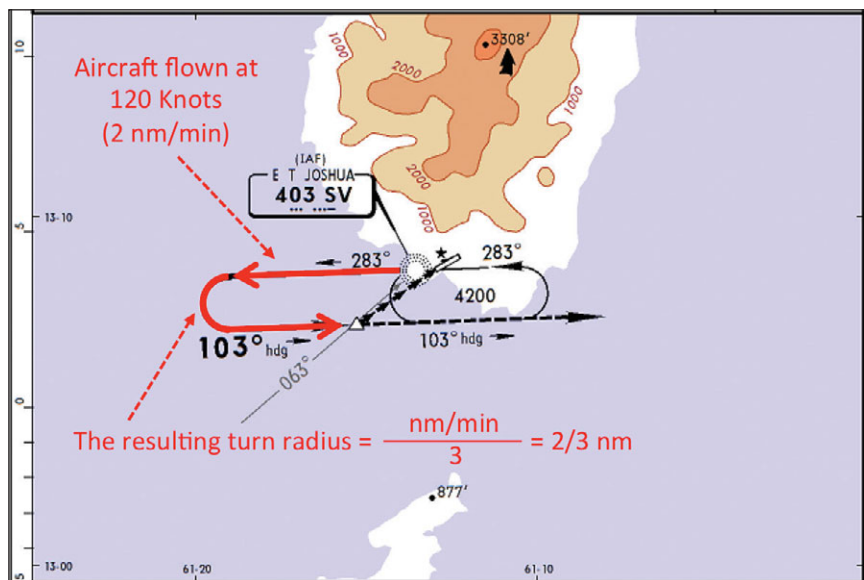 10
3308'
1000
2000
1000
Aircraft flown at
120 Knots
(2 nm/min)
(IAF)
E T JOSHUA
403 SV
2000
1000
1000
13-10
5
283°
283°
4200
103° hdg
103° hdg
063°
0
The resulting turn radius = nm/min
3
= 2/3 nm
877'
5
13-00
61-20
61-10